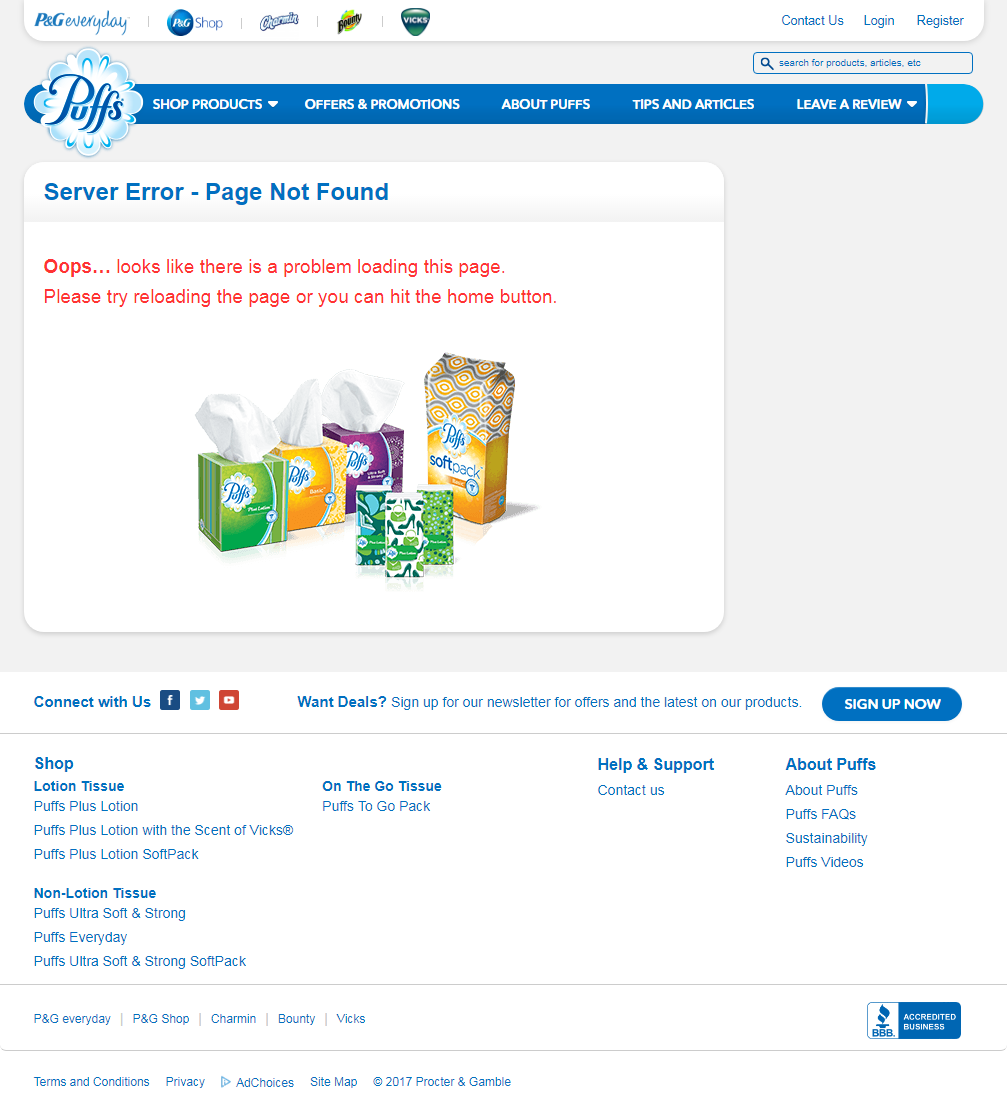 P&G everyday P&G Shop Charmin Bounty VICKS Contact Us Login Register
search for products, articles, etc
Puffs SHOP PRODUCTS OFFERS & PROMOTIONS ABOUT PUFFS TIPS AND ARTICLES LEAVE A REVIEW
Server Error - Page Not Found
Oops… looks like there is a problem loading this page.
Please try reloading the page or you can hit the home button.
Puffs
softpack
Basic
Puffs
Ultra Soft
& Strong
Puffs
Basic
Puffs
Plus Lotion
Puffs
Plus Lotion
Connect with Us Want Deals? Sign up for our newsletter for offers and the latest on our products. SIGN UP NOW
Shop
Lotion Tissue
Puffs Plus Lotion
Puffs Plus Lotion with the Scent of Vicks®
Puffs Plus Lotion SoftPack
Non-Lotion Tissue
Puffs Ultra Soft & Strong
Puffs Everyday
Puffs Ultra Soft & Strong SoftPack
On The Go Tissue
Puffs To Go Pack
Help & Support
Contact us
About Puffs
About Puffs
Puffs FAQs
Sustainability
Puffs Videos
P&G everyday | P&G Shop | Charmin | Bounty | Vicks
BBB.
ACCREDITED
BUSINESS
Terms and Conditions Privacy AdChoices Site Map © 2017 Procter & Gamble